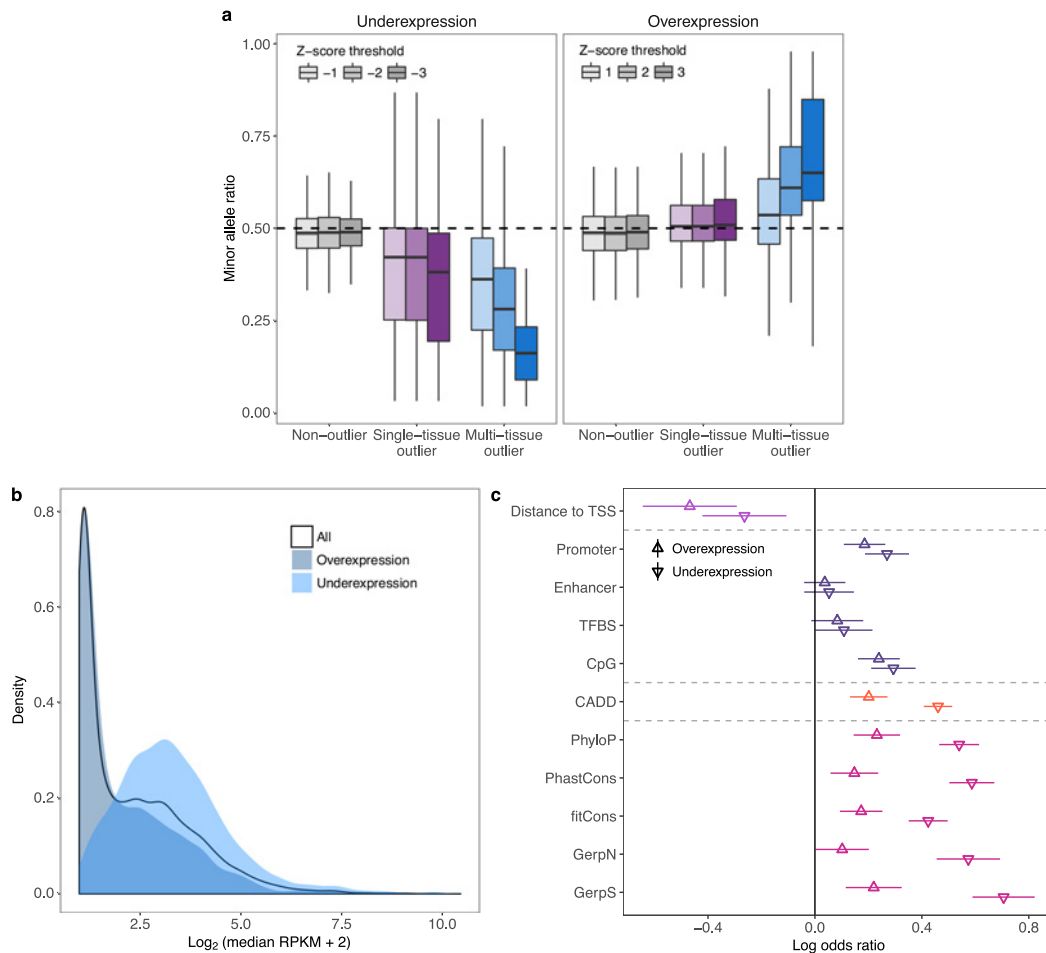 a
Underexpression
Overexpression
Z−score threshold
−1 −2 −3
Z−score threshold
1 2 3
Minor allele ratio
1.00
0.75
0.50
0.25
0.00
Non−outlier Single−tissue outlier Multi−tissue outlier
Non−outlier Single−tissue outlier Multi−tissue outlier
b
All
Overexpression
Underexpression
Density
0.8
0.6
0.4
0.2
0.0
2.5 5.0 7.5 10.0
Log2 (median RPKM + 2)
c
Overexpression
Underexpression
Distance to TSS
Promoter
Enhancer
TFBS
CpG
CADD
PhyloP
PhastCons
fitCons
GerpN
GerpS
−0.4 0.0 0.4 0.8
Log odds ratio